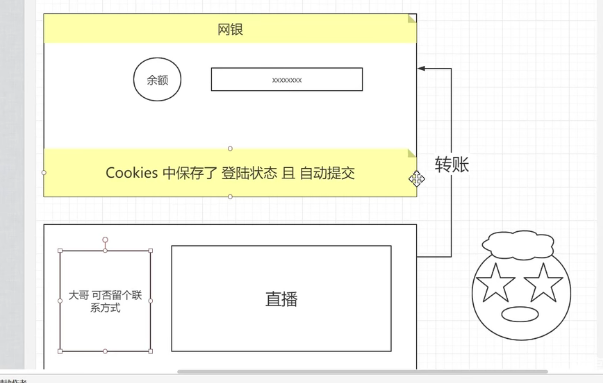 网银
余额
xxxxxxxx
Cookies 中保存了 登陆状态 且 自动提交
转账
大哥 可否留个联
系方式
直播